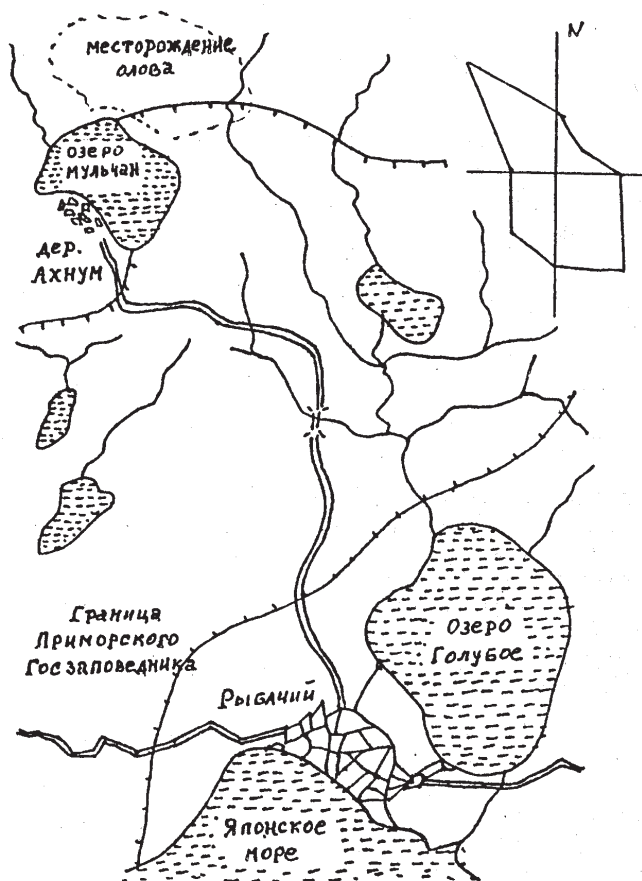 месторождение
олова
N
озеро
мульчан
дер.
Ахнум
Граница
Приморского
Госзаповедника
Озеро
Голубое
Рыбачий
Японское
море